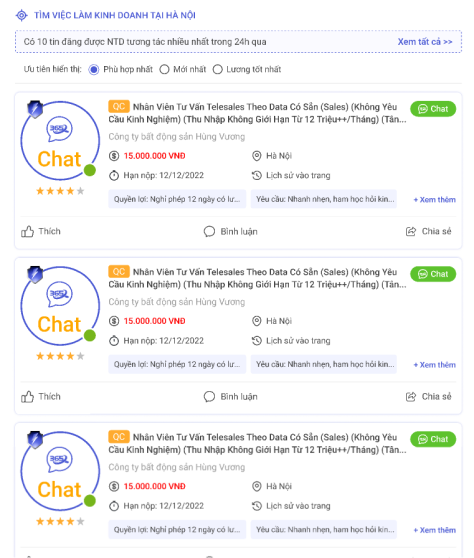 TÌM VIỆC LÀM KINH DOANH TẠI HÀ NỘI
Có 10 tin đăng được NTD tương tác nhiều nhất trong 24h qua
Xem tất cả >>
Ưu tiên hiển thị: Phù hợp nhất Mới nhất Lương tốt nhất
QC Nhân Viên Tư Vấn Telesales Theo Data Có Sẵn (Sales) (Không Yêu
Cầu Kinh Nghiệm) (Thu Nhập Không Giới Hạn Từ 12 Triệu++/Tháng) (Tân...
Chat
365
Chat
Công ty bất động sản Hùng Vương
15.000.000 VNĐ
Hà Nội
Hạn nộp: 12/12/2022
Lịch sử vào trang
Quyền lợi: Nghỉ phép 12 ngày có lư...
Yêu cầu: Nhanh nhẹn, ham học hỏi kin...
+ Xem thêm
Thích
Bình luận
Chia sẻ
QC Nhân Viên Tư Vấn Telesales Theo Data Có Sẵn (Sales) (Không Yêu
Cầu Kinh Nghiệm) (Thu Nhập Không Giới Hạn Từ 12 Triệu++/Tháng) (Tân...
Chat
365
Chat
Công ty bất động sản Hùng Vương
15.000.000 VNĐ
Hà Nội
Hạn nộp: 12/12/2022
Lịch sử vào trang
Quyền lợi: Nghỉ phép 12 ngày có lư...
Yêu cầu: Nhanh nhẹn, ham học hỏi kin...
+ Xem thêm
Thích
Bình luận
Chia sẻ
QC Nhân Viên Tư Vấn Telesales Theo Data Có Sẵn (Sales) (Không Yêu
Cầu Kinh Nghiệm) (Thu Nhập Không Giới Hạn Từ 12 Triệu++/Tháng) (Tân...
Chat
365
Chat
Công ty bất động sản Hùng Vương
15.000.000 VNĐ
Hà Nội
Hạn nộp: 12/12/2022
Lịch sử vào trang
Quyền lợi: Nghỉ phép 12 ngày có lư...
Yêu cầu: Nhanh nhẹn, ham học hỏi kin...
+ Xem thêm